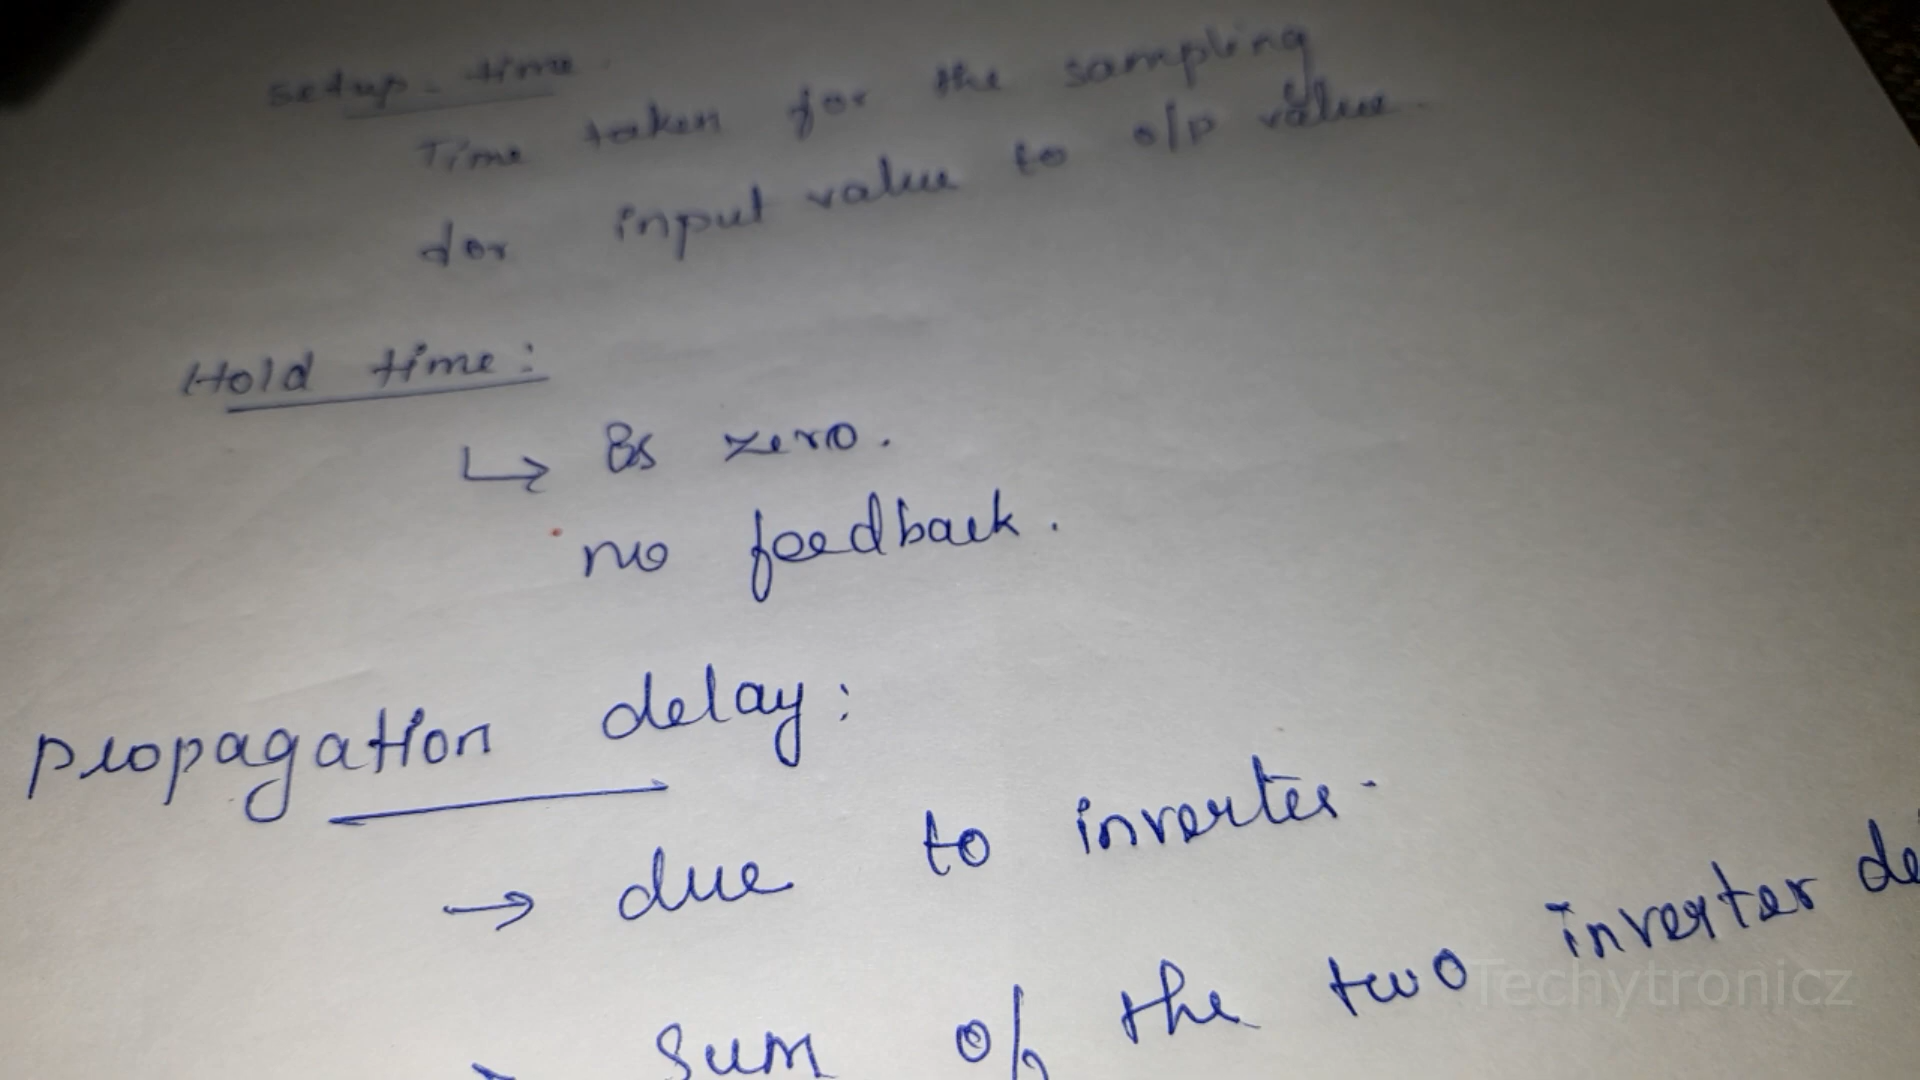 setup - time.
Time taken for the sampling
for input value to o/p value.
Hold time:
↳ Is zero.
no feedback.
propagation delay:
→ due to inverter.
sum of the two inverter de
Techytronicz